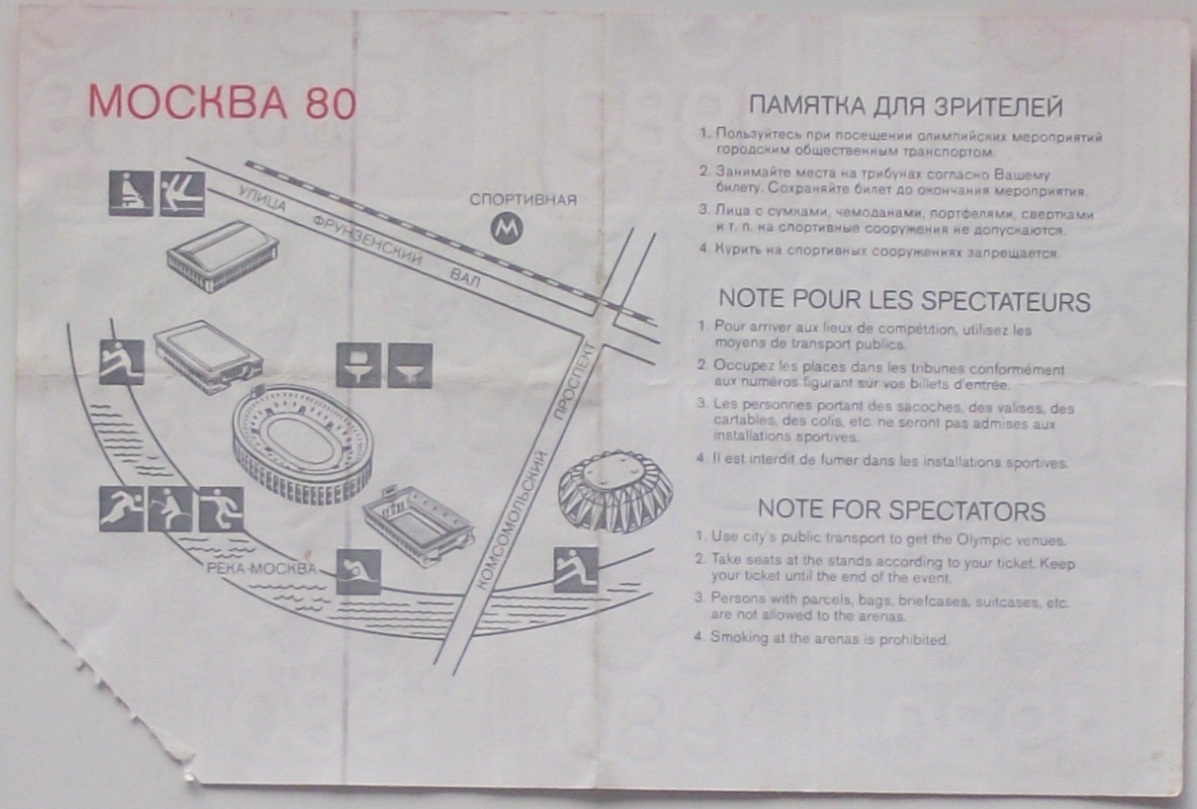 МОСКВА 80
УЛИЦА ФРУНЗЕНСКИЙ ВАЛ
СПОРТИВНАЯ
М
КОМСОМОЛЬСКИЙ ПРОСПЕКТ
РЕКА-МОСКВА
ПАМЯТКА ДЛЯ ЗРИТЕЛЕЙ
1. Пользуйтесь при посещении олимпийских мероприятий
городским общественным транспортом.
2. Занимайте места на трибунах согласно Вашему
билету. Сохраняйте билет до окончания мероприятия.
3. Лица с сумками, чемоданами, портфелями, свертками
и т. п. на спортивные сооружения не допускаются.
4. Курить на спортивных сооружениях запрещается.
NOTE POUR LES SPECTATEURS
1. Pour arriver aux lieux de compétition, utilisez les
moyens de transport publics.
2. Occupez les places dans les tribunes conformément
aux numéros figurant sur vos billets d'entrée.
3. Les personnes portant des sacoches, des valises, des
cartables, des colis, etc. ne seront pas admises aux
installations sportives.
4. Il est interdit de fumer dans les installations sportives.
NOTE FOR SPECTATORS
1. Use city's public transport to get the Olympic venues.
2. Take seats at the stands according to your ticket. Keep
your ticket until the end of the event.
3. Persons with parcels, bags, briefcases, suitcases, etc.
are not allowed to the arenas.
4. Smoking at the arenas is prohibited.